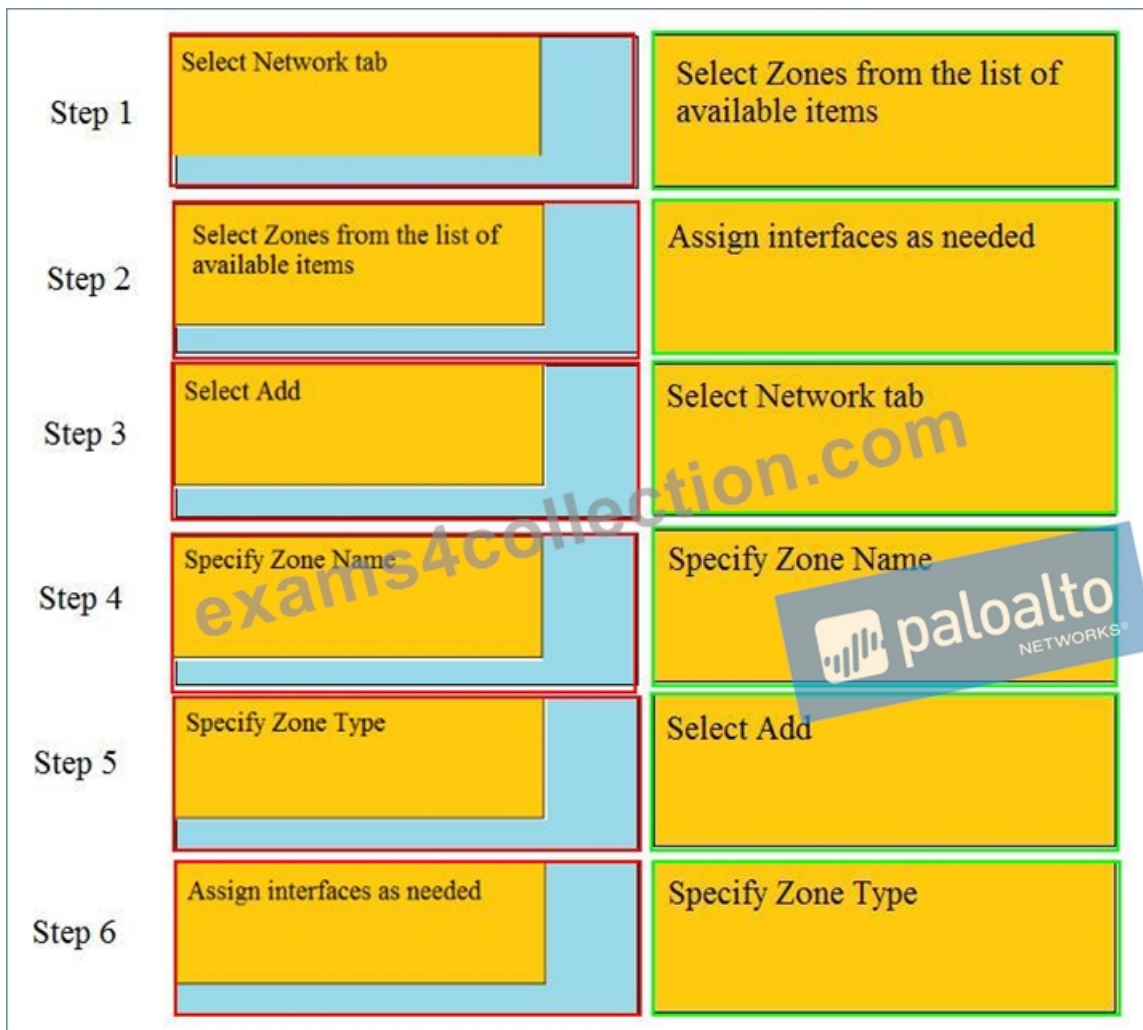 Step 1
Select Network tab
Select Zones from the list of
available items
Step 2
Select Zones from the list of
available items
Assign interfaces as needed
Step 3
Select Add
Select Network tab
Step 4
Specify Zone Name
Specify Zone Name
exams4collection.com
paloalto
NETWORKS®
Step 5
Specify Zone Type
Select Add
Step 6
Assign interfaces as needed
Specify Zone Type